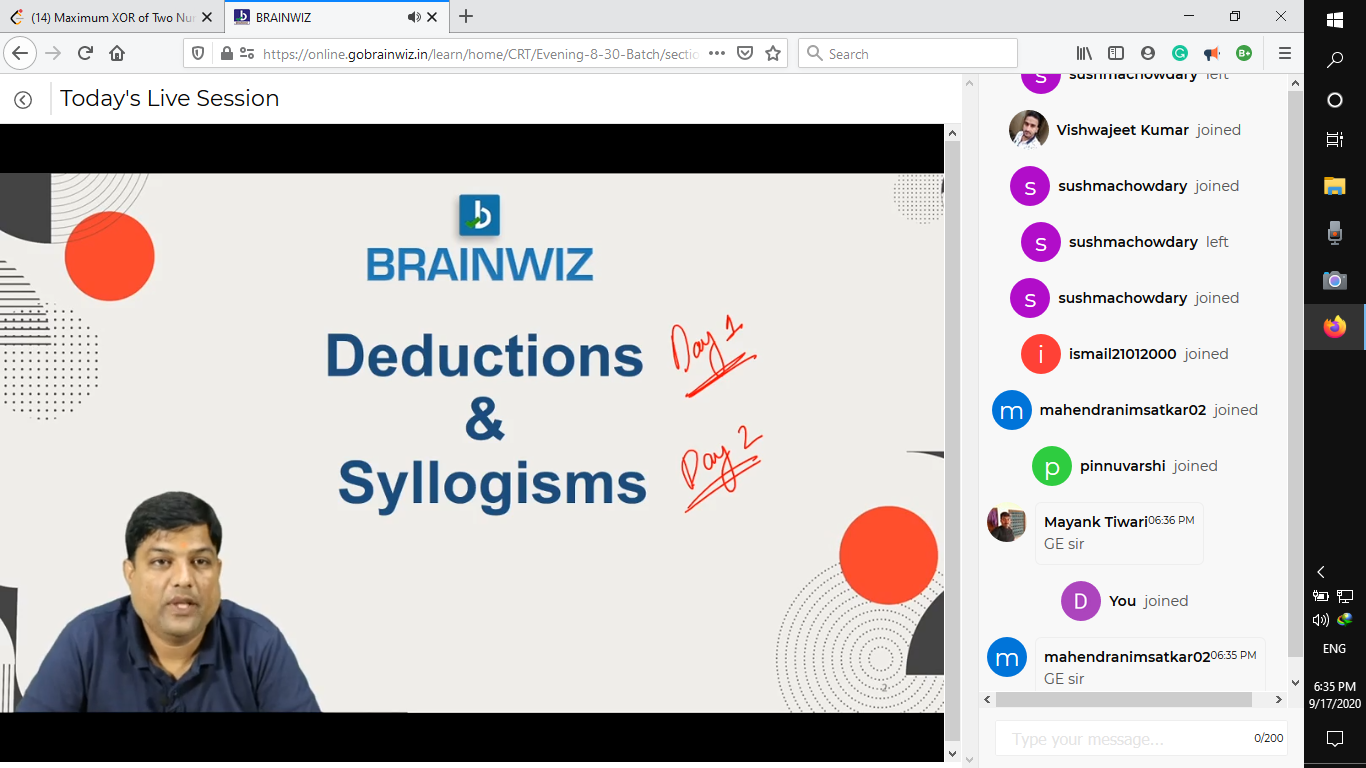 (14) Maximum XOR of Two Nu
BRAINWIZ
https://online.gobrainwiz.in/learn/home/CRT/Evening-8-30-Batch/sectio
Search
Today's Live Session
b
BRAINWIZ
Deductions
Day 1
&
Syllogisms
Day 2
2
s
sushmachowdary left
Vishwajeet Kumar joined
s
sushmachowdary joined
s
sushmachowdary left
s
sushmachowdary joined
i
ismail21012000 joined
m
mahendranimsatkar02 joined
p
pinnuvarshi joined
Mayank Tiwari 06:36 PM
GE sir
D
You joined
m
mahendranimsatkar02 06:35 PM
GE sir
Type your message...
0/200
ENG
6:35 PM
9/17/2020